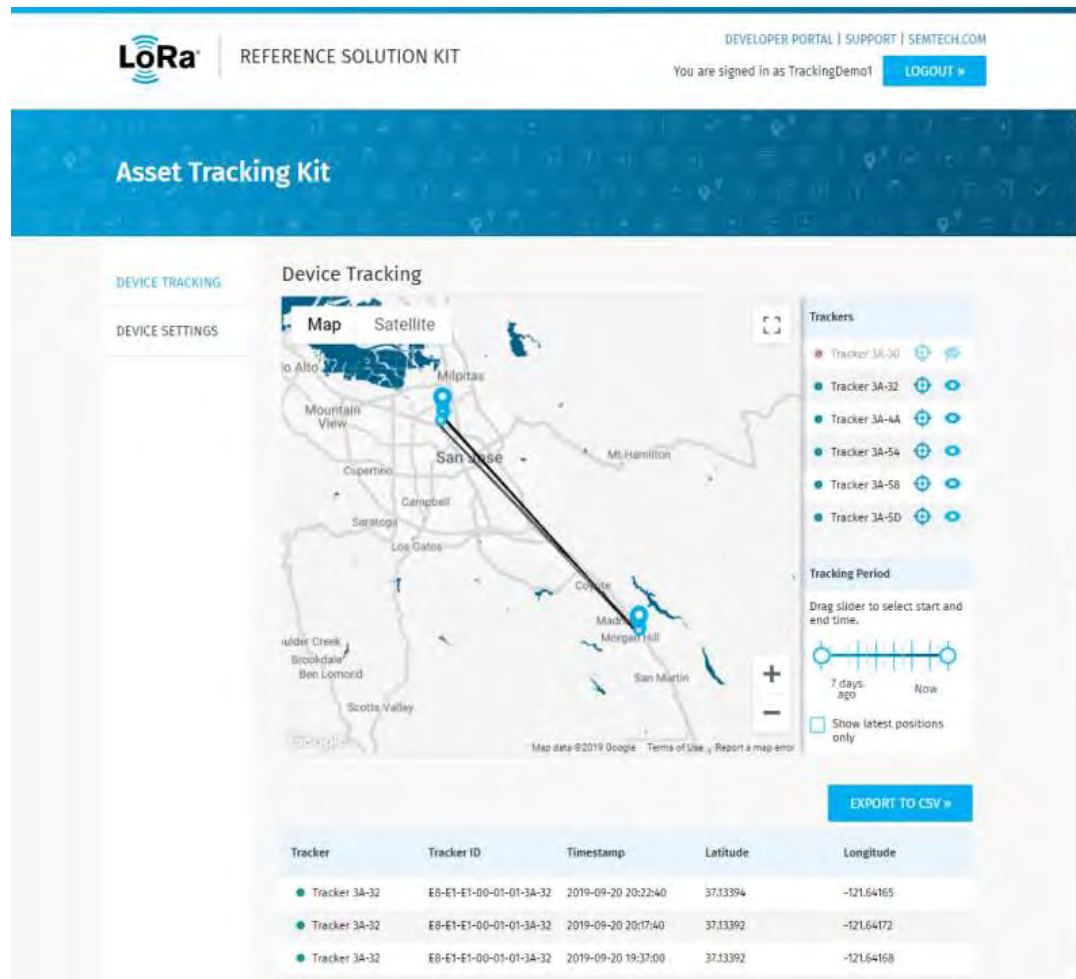 LoRa
REFERENCE SOLUTION KIT
DEVELOPER PORTAL | SUPPORT | SEMTECH.COM
You are signed in as TrackingDemo1
LOGOUT »
Asset Tracking Kit
DEVICE TRACKING
DEVICE SETTINGS
Device Tracking
Map Satellite
lo Alto
Milpitas
Mountain
View
San Jose
Mt Hamilton
Cupertino
Campbell
Saratoga
Los Gatos
Coyote
Morgan Hill
ulder Creek
Brookdale
Ben Lomond
San Martin
Scotts Valley
Google
Map data ©2019 Google Terms of Use Report a map error
Trackers
Tracker 3A-30
Tracker 3A-32
Tracker 3A-4A
Tracker 3A-54
Tracker 3A-58
Tracker 3A-5D
Tracking Period
Drag slider to select start and
end time.
7 days
ago
Now
Show latest positions
only
EXPORT TO CSV »
Tracker Tracker ID Timestamp Latitude Longitude
Tracker 3A-32 E8-E1-E1-00-01-01-3A-32 2019-09-20 20:22:40 37.13394 -121.64165
Tracker 3A-32 E8-E1-E1-00-01-01-3A-32 2019-09-20 20:17:40 37.13392 -121.64172
Tracker 3A-32 E8-E1-E1-00-01-01-3A-32 2019-09-20 19:37:00 37.13392 -121.64168